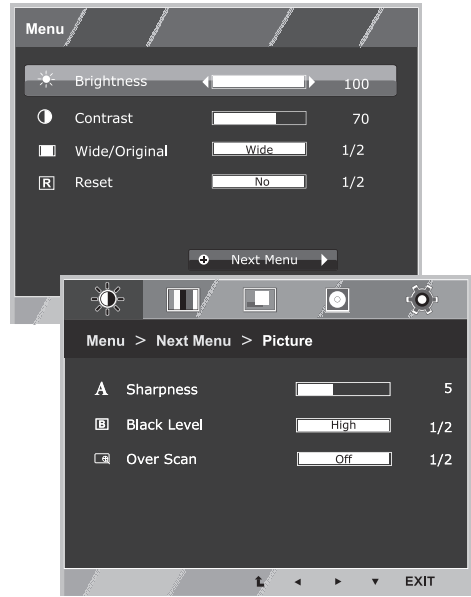 Menu
Brightness 100
Contrast 70
Wide/Original Wide 1/2
R Reset No 1/2
Next Menu
Menu > Next Menu > Picture
A Sharpness 5
B Black Level High 1/2
Over Scan Off 1/2
EXIT